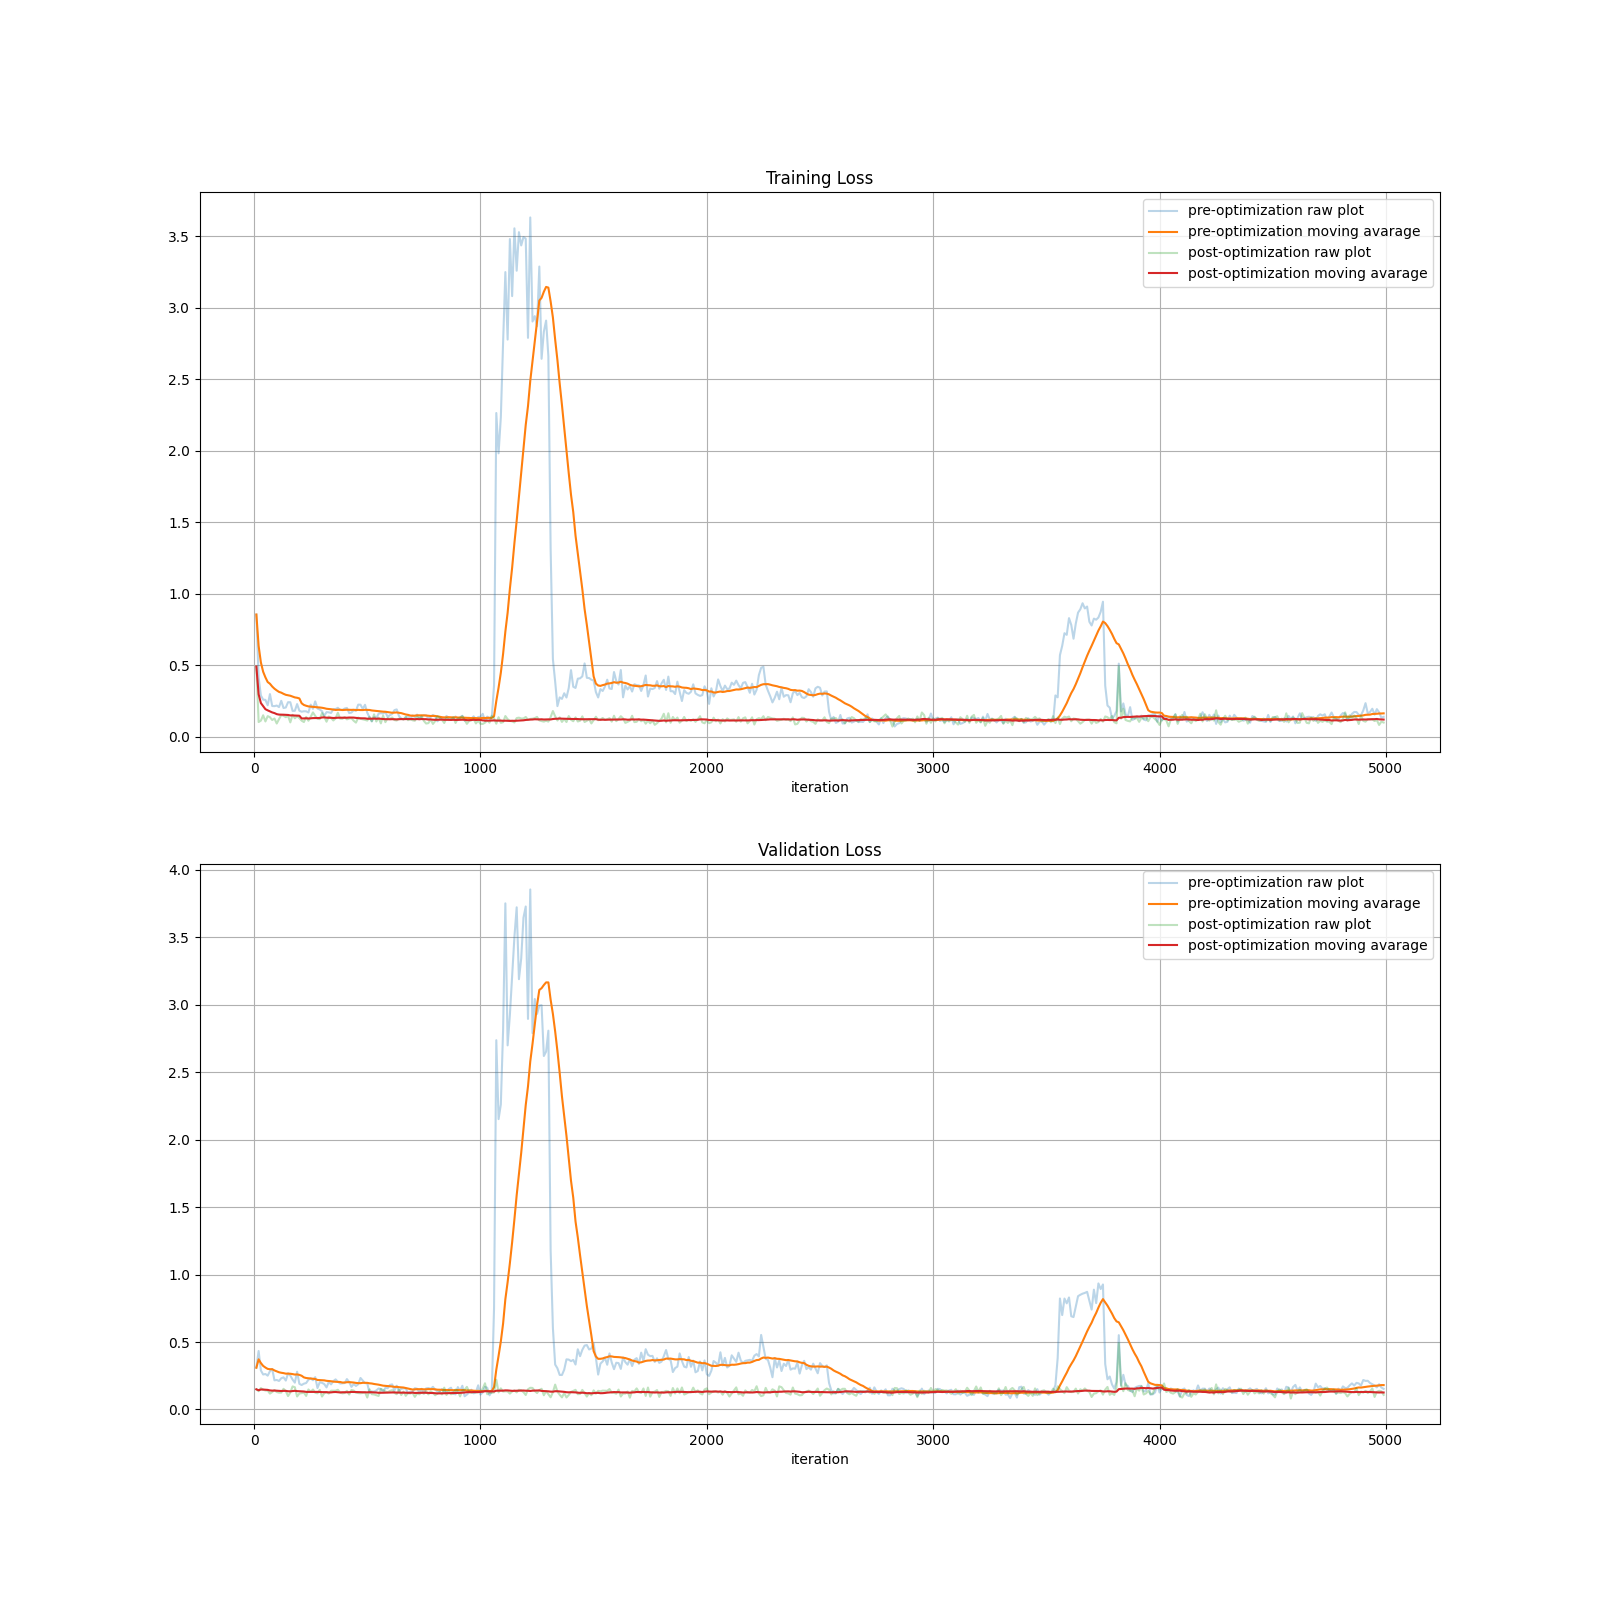 Training Loss
pre-optimization raw plot
pre-optimization moving avarage
post-optimization raw plot
post-optimization moving avarage
3.5
3.0
2.5
2.0
1.5
1.0
0.5
0.0
0 1000 2000 3000 4000 5000
iteration
Validation Loss
pre-optimization raw plot
pre-optimization moving avarage
post-optimization raw plot
post-optimization moving avarage
4.0
3.5
3.0
2.5
2.0
1.5
1.0
0.5
0.0
0 1000 2000 3000 4000 5000
iteration